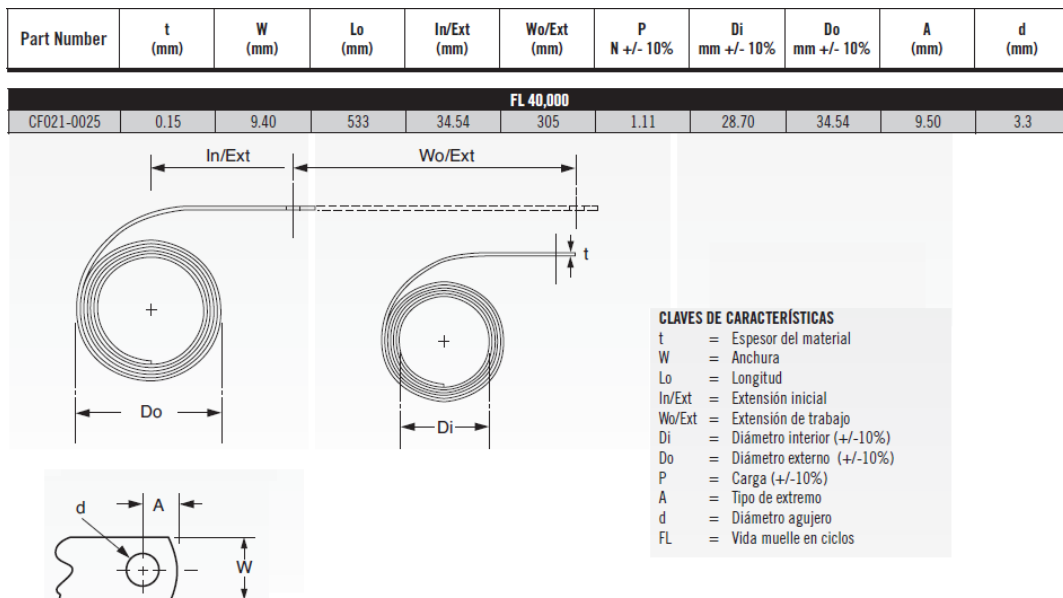 Part Number t (mm) W (mm) Lo (mm) In/Ext (mm) Wo/Ext (mm) P N +/- 10% Di mm +/- 10% Do mm +/- 10% A (mm) d (mm)
FL 40,000
CF021-0025 0.15 9.40 533 34.54 305 1.11 28.70 34.54 9.50 3.3
In/Ext Wo/Ext
t
Do
Di
CLAVES DE CARACTERÍSTICAS
t = Espesor del material
W = Anchura
Lo = Longitud
In/Ext = Extensión inicial
Wo/Ext = Extensión de trabajo
Di = Diámetro interior (+/-10%)
Do = Diámetro externo (+/-10%)
P = Carga (+/-10%)
A = Tipo de extremo
d = Diámetro agujero
FL = Vida muelle en ciclos
d A
W